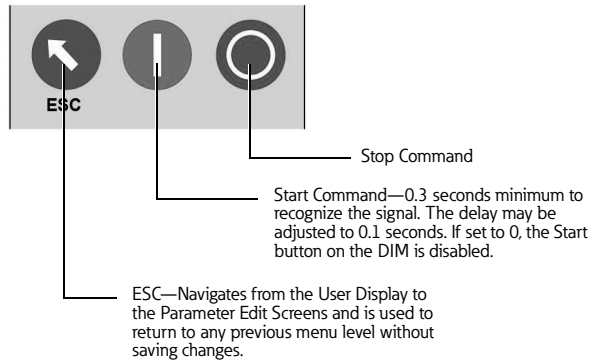 ESC
Stop Command
Start Command—0.3 seconds minimum to
recognize the signal. The delay may be
adjusted to 0.1 seconds. If set to 0, the Start
button on the DIM is disabled.
ESC—Navigates from the User Display to
the Parameter Edit Screens and is used to
return to any previous menu level without
saving changes.